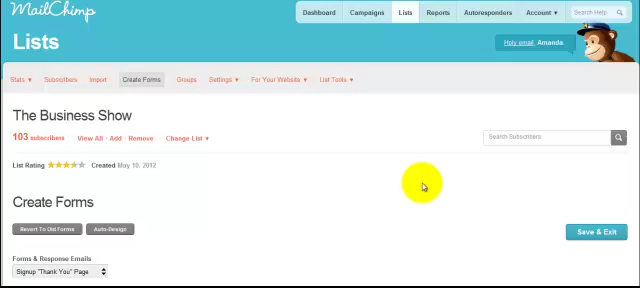 MailChimp
Dashboard Campaigns Lists Reports Autoresponders Account ▾ Search Help
Lists
Holy email, Amanda.
Stats ▾ Subscribers Import Create Forms Groups Settings ▾ For Your Website ▾ List Tools ▾
The Business Show
103 subscribers View All · Add · Remove Change List ▾ Search Subscribers
List Rating Created May 10, 2012
Create Forms
Revert To Old Forms Auto-Design Save & Exit
Forms & Response Emails
Signup "Thank You" Page